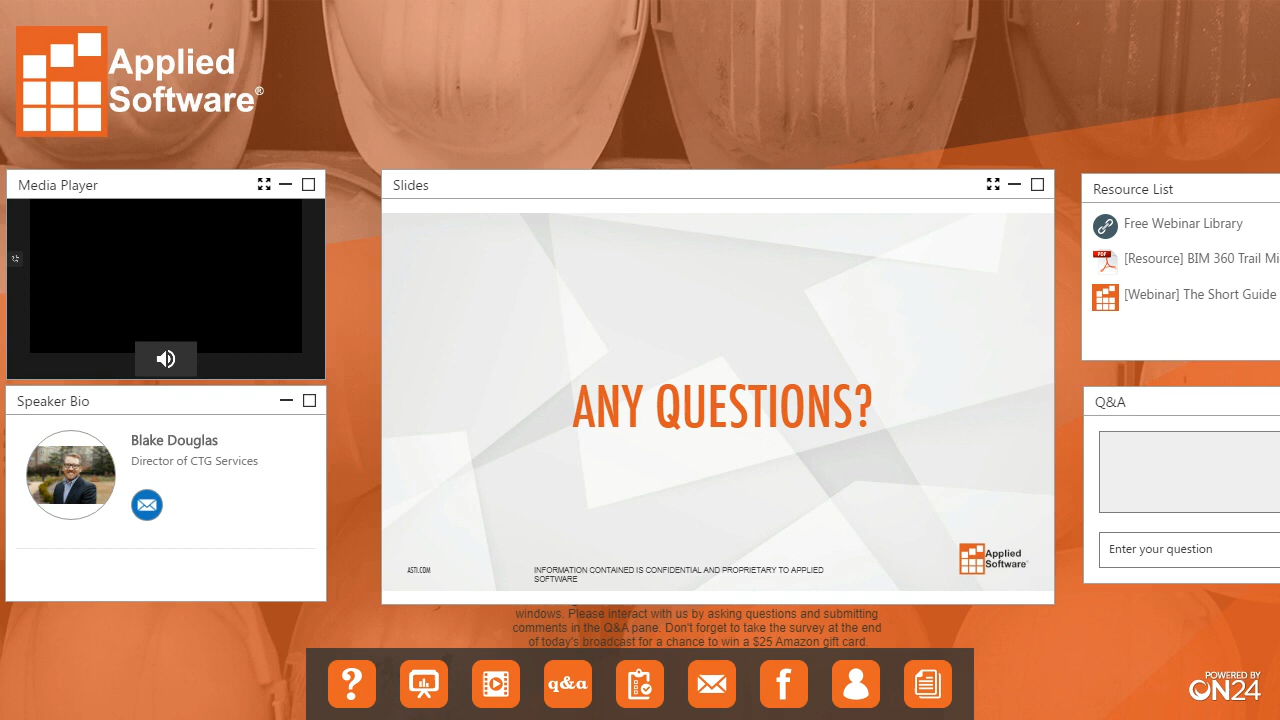 Applied
Software®
Media Player
Speaker Bio
Blake Douglas
Director of CTG Services
Slides
ANY QUESTIONS?
ASTI.COM
INFORMATION CONTAINED IS CONFIDENTIAL AND PROPRIETARY TO APPLIED
SOFTWARE
Applied
Software
windows. Please interact with us by asking questions and submitting
comments in the Q&A pane. Don't forget to take the survey at the end
of today's broadcast for a chance to win a $25 Amazon gift card.
Resource List
Free Webinar Library
PDF
[Resource] BIM 360 Trail Mi
[Webinar] The Short Guide
Q&A
Enter your question
?
q&a
f
POWERED BY
ON24